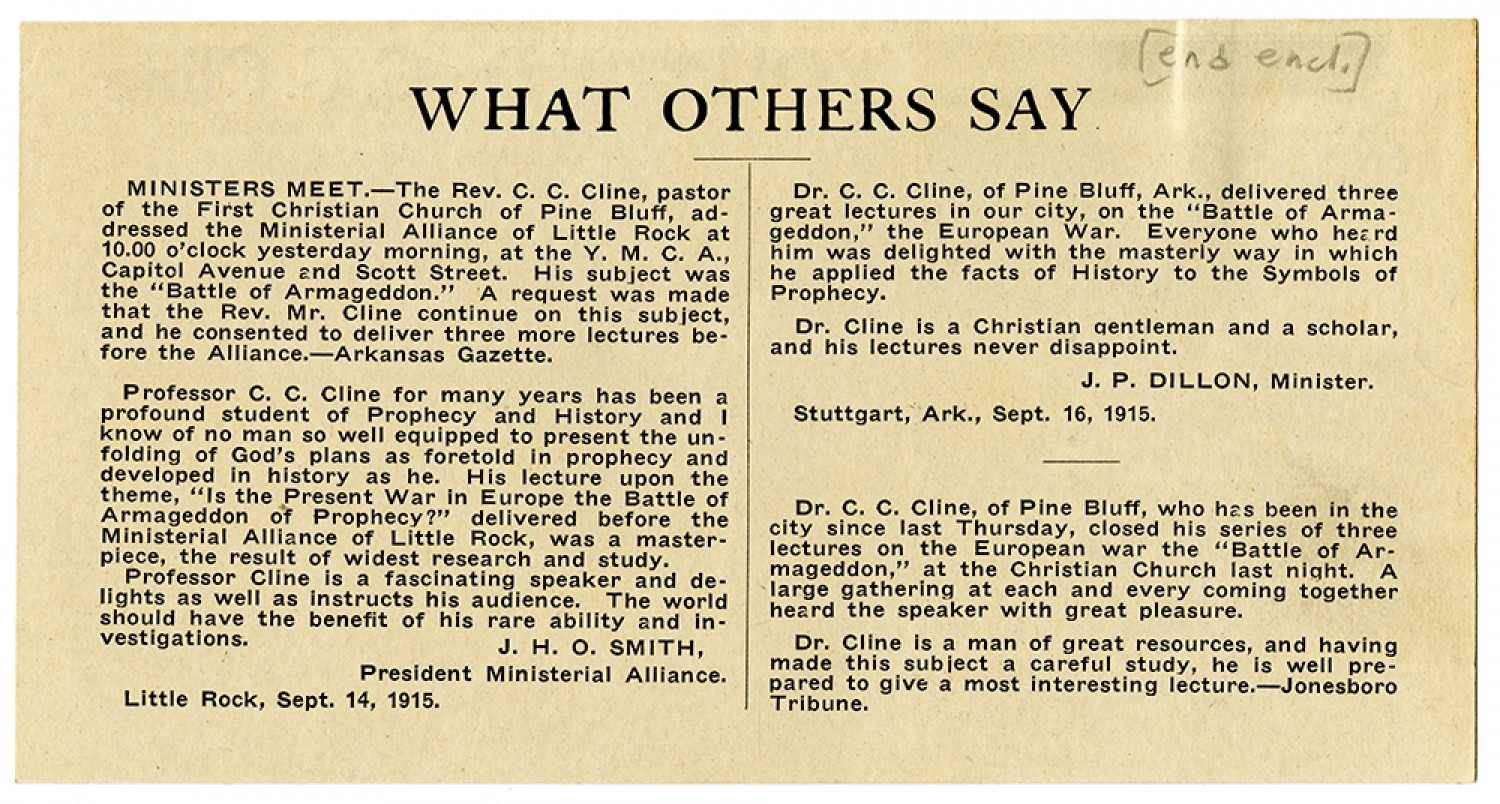 [end encl.]
WHAT OTHERS SAY
MINISTERS MEET.—The Rev. C. C. Cline, pastor
of the First Christian Church of Pine Bluff, ad-
dressed the Ministerial Alliance of Little Rock at
10.00 o'clock yesterday morning, at the Y. M. C. A.,
Capitol Avenue and Scott Street. His subject was
the "Battle of Armageddon." A request was made
that the Rev. Mr. Cline continue on this subject,
and he consented to deliver three more lectures be-
fore the Alliance.—Arkansas Gazette.
Professor C. C. Cline for many years has been a
profound student of Prophecy and History and I
know of no man so well equipped to present the un-
folding of God's plans as foretold in prophecy and
developed in history as he. His lecture upon the
theme, "Is the Present War in Europe the Battle of
Armageddon of Prophecy?" delivered before the
Ministerial Alliance of Little Rock, was a master-
piece, the result of widest research and study.
Professor Cline is a fascinating speaker and de-
lights as well as instructs his audience. The world
should have the benefit of his rare ability and in-
vestigations.
J. H. O. SMITH,
President Ministerial Alliance.
Little Rock, Sept. 14, 1915.
Dr. C. C. Cline, of Pine Bluff, Ark., delivered three
great lectures in our city, on the "Battle of Arma-
geddon," the European War. Everyone who heard
him was delighted with the masterly way in which
he applied the facts of History to the Symbols of
Prophecy.
Dr. Cline is a Christian gentleman and a scholar,
and his lectures never disappoint.
J. P. DILLON, Minister.
Stuttgart, Ark., Sept. 16, 1915.
Dr. C. C. Cline, of Pine Bluff, who has been in the
city since last Thursday, closed his series of three
lectures on the European war the "Battle of Ar-
mageddon," at the Christian Church last night. A
large gathering at each and every coming together
heard the speaker with great pleasure.
Dr. Cline is a man of great resources, and having
made this subject a careful study, he is well pre-
pared to give a most interesting lecture.—Jonesboro
Tribune.